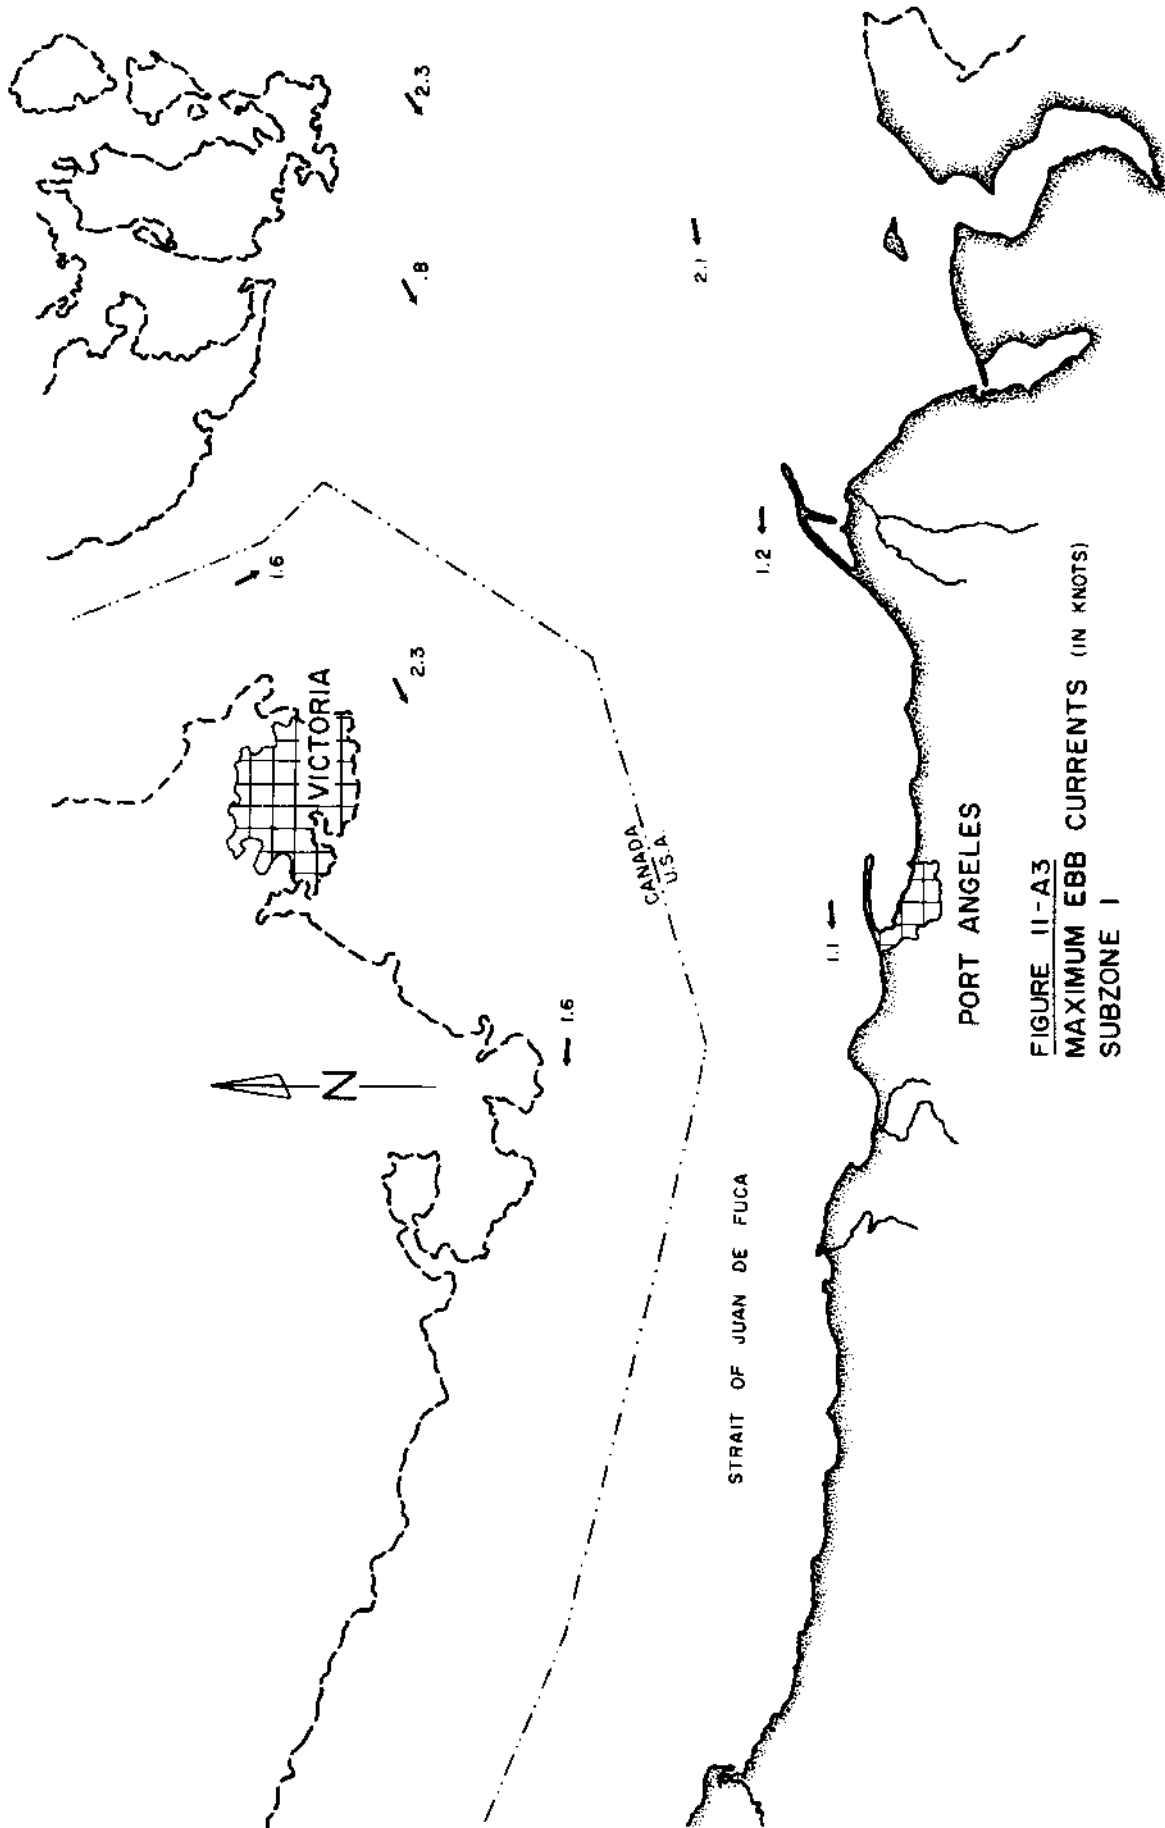 2.3
.8
1.6
2.3
VICTORIA
2.1
1.2
CANADA
U.S.A.
1.6
N
1.1
STRAIT OF JUAN DE FUCA
PORT ANGELES
FIGURE II-A3
MAXIMUM EBB CURRENTS (IN KNOTS)
SUBZONE I